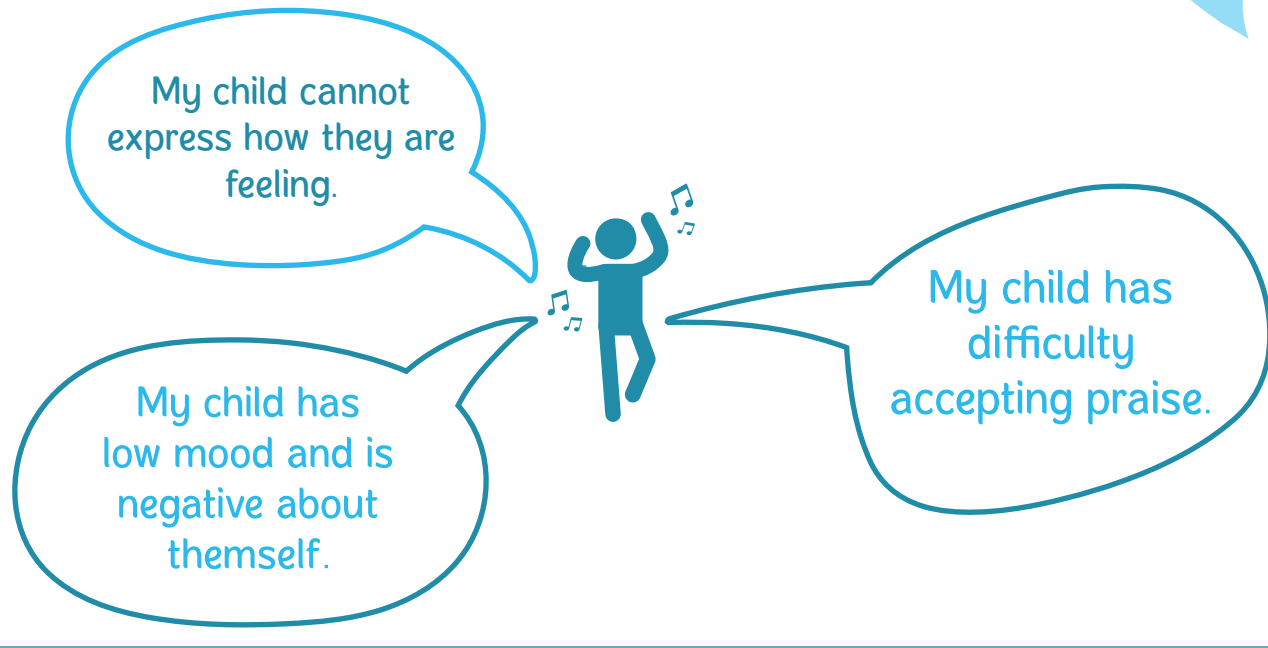 My child cannot
express how they are
feeling.
My child has
low mood and is
negative about
themself.
My child has
difficulty
accepting praise.